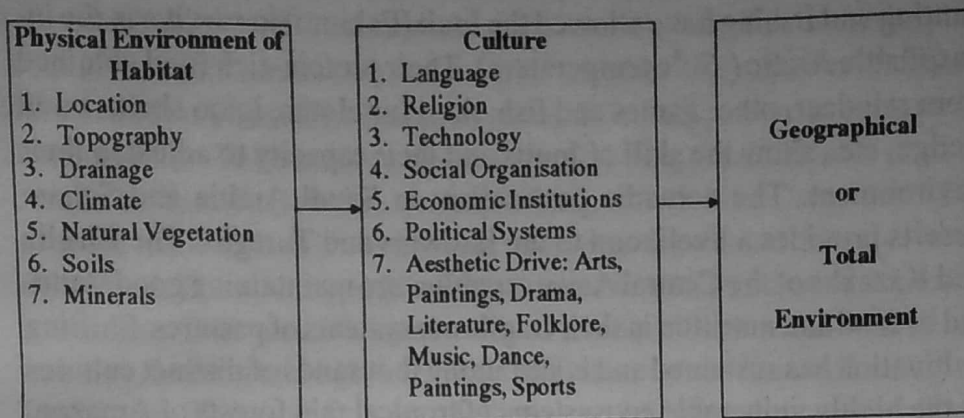 Physical Environment of
Habitat
1. Location
2. Topography
3. Drainage
4. Climate
5. Natural Vegetation
6. Soils
7. Minerals
Culture
1. Language
2. Religion
3. Technology
4. Social Organisation
5. Economic Institutions
6. Political Systems
7. Aesthetic Drive: Arts,
Paintings, Drama,
Literature, Folklore,
Music, Dance,
Paintings, Sports
Geographical
or
Total
Environment